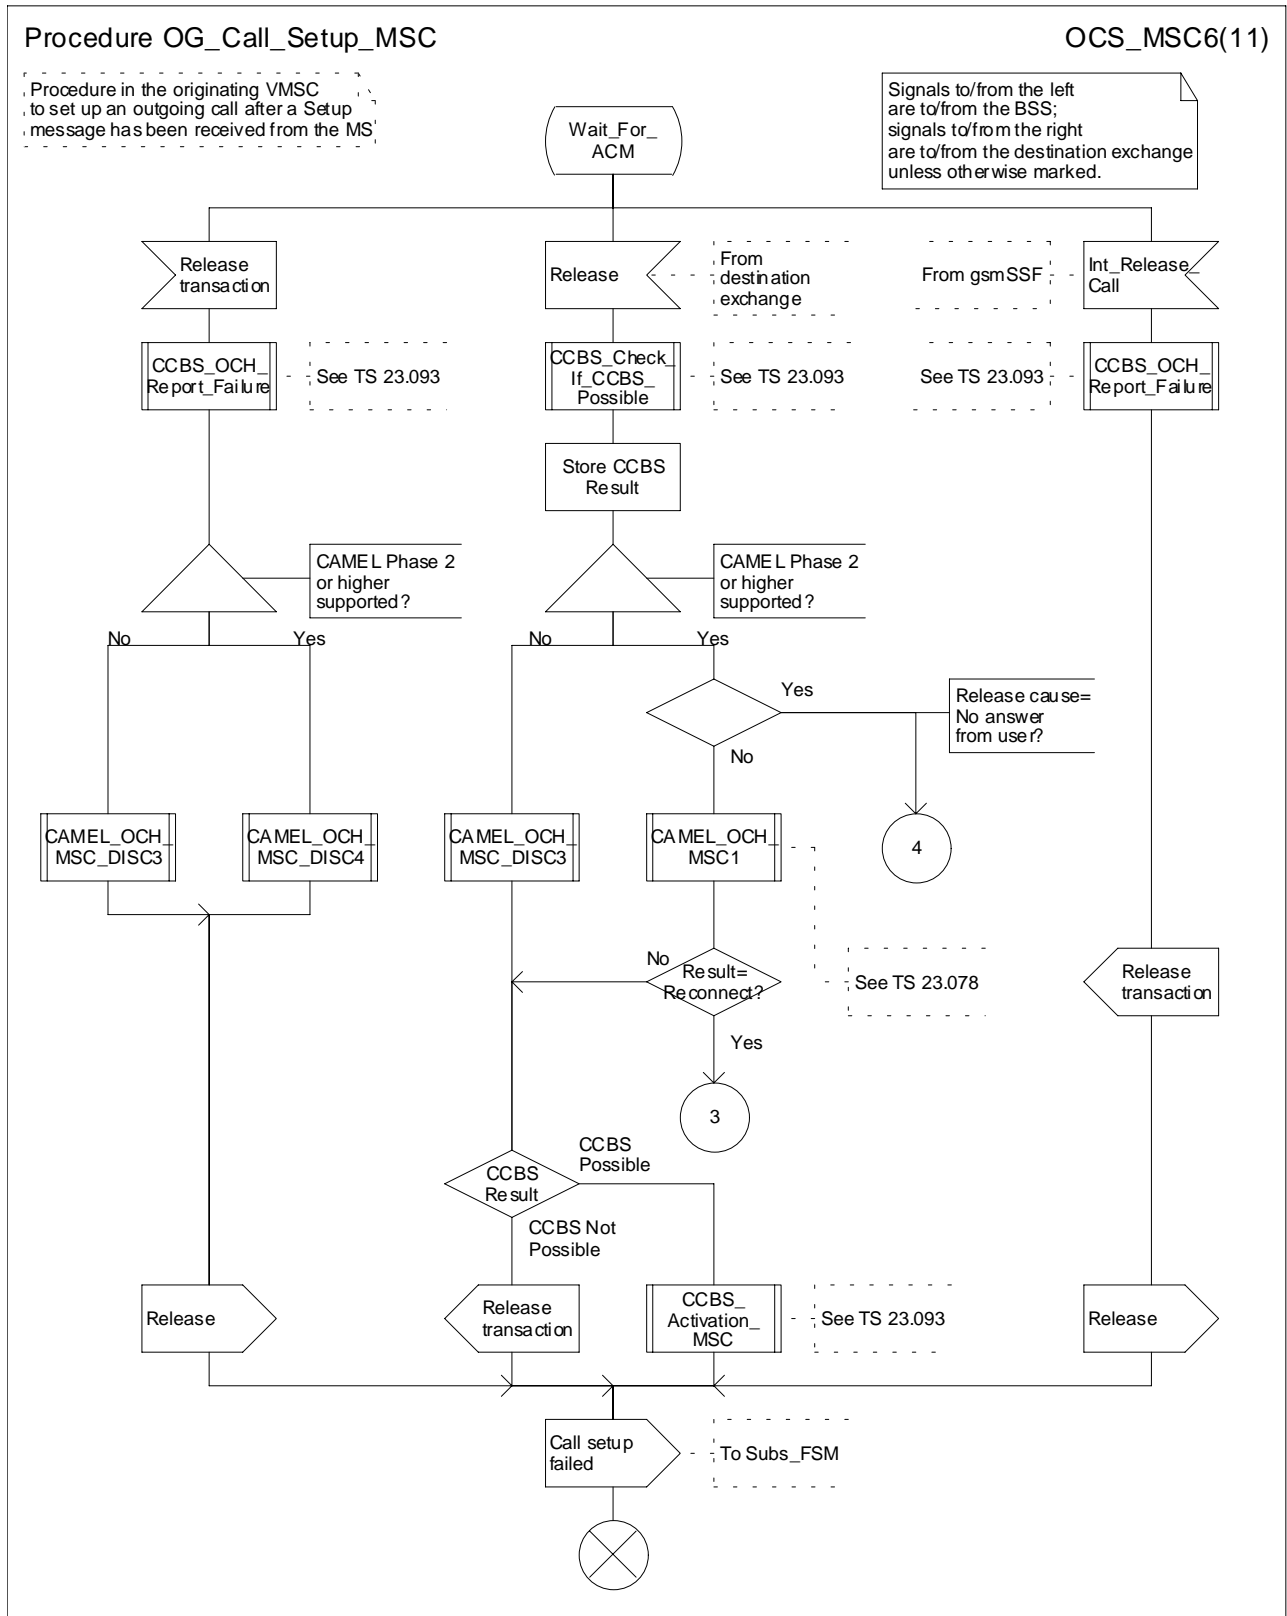 Procedure OG_Call_Setup_MSC
OCS_MSC6(11)
Procedure in the originating VMSC
to set up an outgoing call after a Setup
message has been received from the MS
Signals to/from the left
are to/from the BSS;
signals to/from the right
are to/from the destination exchange
unless otherwise marked.
Wait_For_
ACM
Release
transaction
Release
From
destination
exchange
From gsmSSF
Int_Release_
Call
CCBS_OCH_
Report_Failure
See TS 23.093
CCBS_Check_
If_CCBS_
Possible
See TS 23.093
See TS 23.093
CCBS_OCH_
Report_Failure
Store CCBS
Result
CAMEL Phase 2
or higher
supported?
CAMEL Phase 2
or higher
supported?
No
Yes
No
Yes
Yes
Release cause=
No answer
from user?
No
CAMEL_OCH_
MSC_DISC3
CAMEL_OCH_
MSC_DISC4
CAMEL_OCH_
MSC_DISC3
CAMEL_OCH_
MSC1
4
No
Result=
Reconnect?
See TS 23.078
Release
transaction
Yes
3
CCBS
Possible
CCBS
Result
CCBS Not
Possible
Release
Release
transaction
CCBS_
Activation_
MSC
See TS 23.093
Release
Call setup
failed
To Subs_FSM